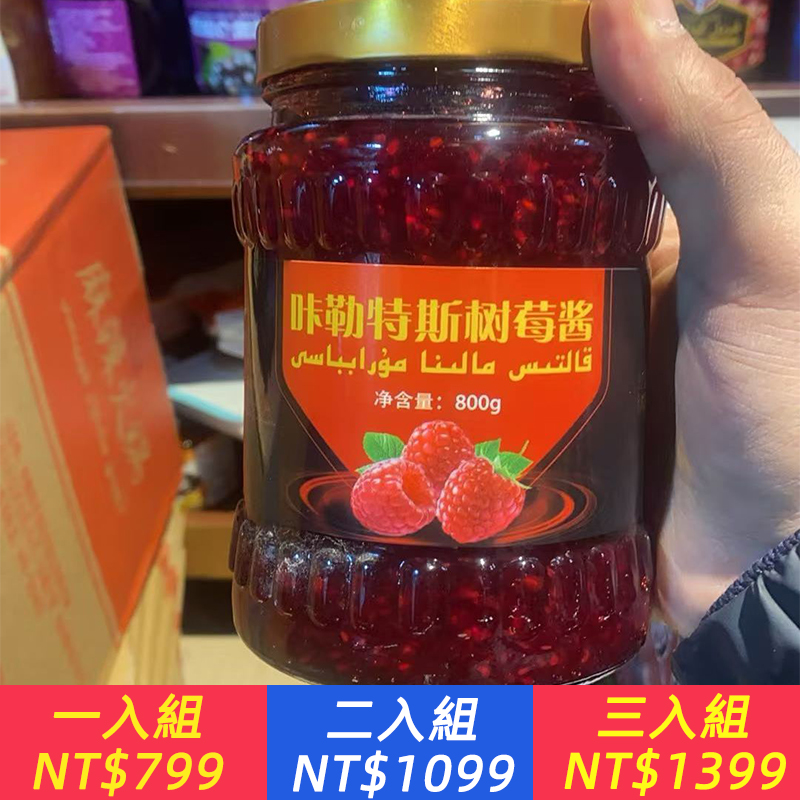 咔勒特斯树莓酱
قالتىس مالىنا مۇرابباسى
净含量：800g
一入組
NT$799
二入組
NT$1099
三入組
NT$1399